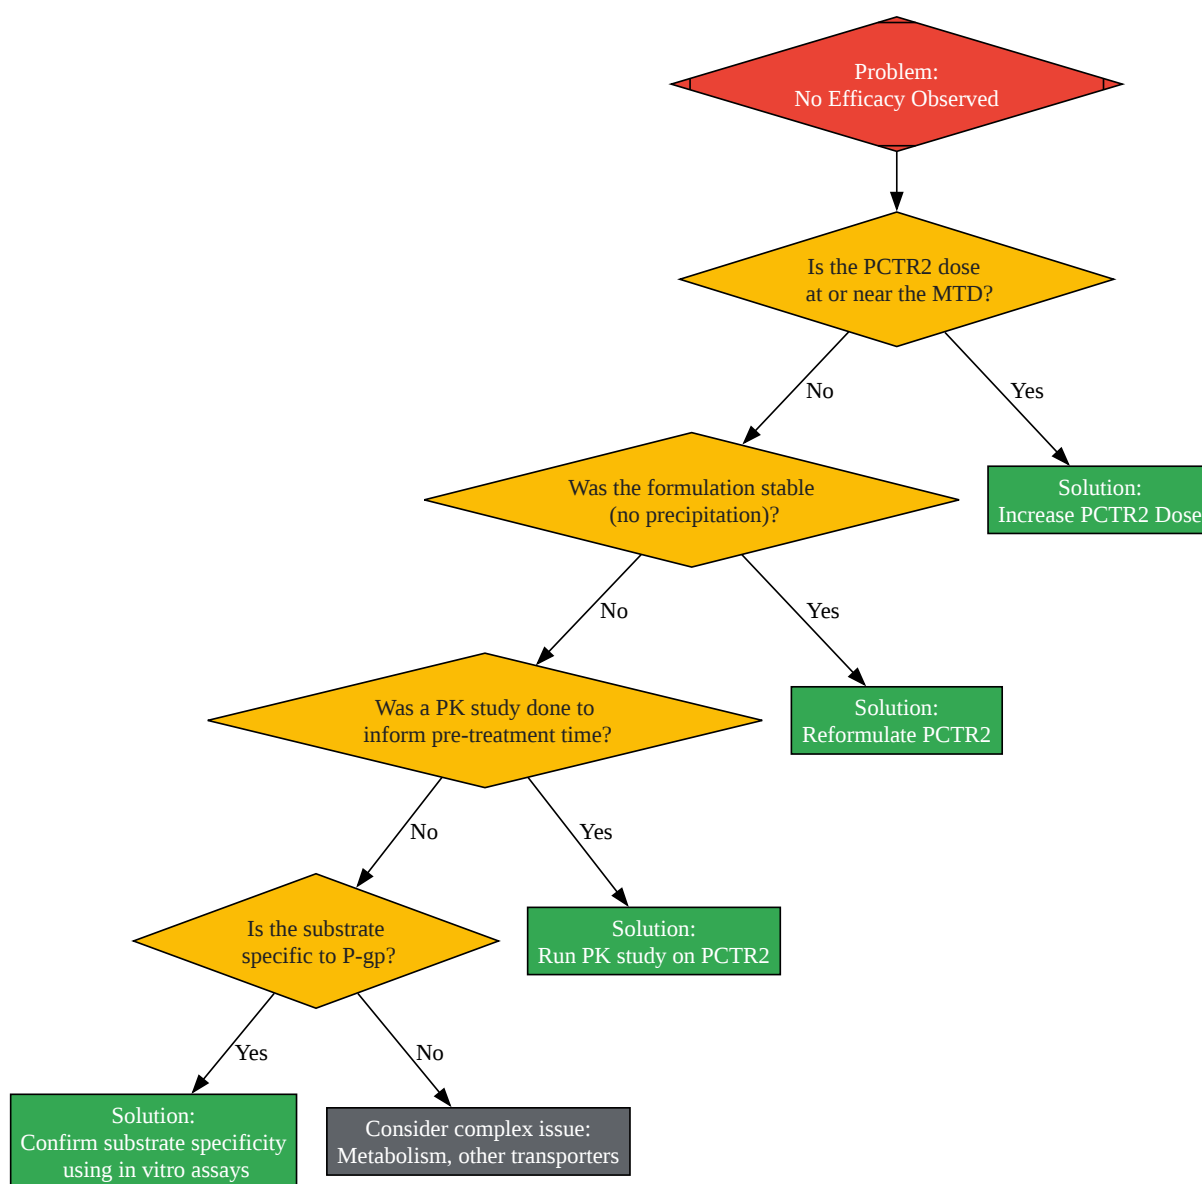 Problem:
No Efficacy Observed
Is the PCTR2 dose
at or near the MTD?
No
Yes
Was the formulation stable
(no precipitation)?
Solution:
Increase PCTR2 Dose
No
Yes
Was a PK study done to
inform pre-treatment time?
Solution:
Reformulate PCTR2
No
Yes
Is the substrate
specific to P-gp?
Solution:
Run PK study on PCTR2
Yes
No
Solution:
Confirm substrate specificity
using in vitro assays
Consider complex issue:
Metabolism, other transporters